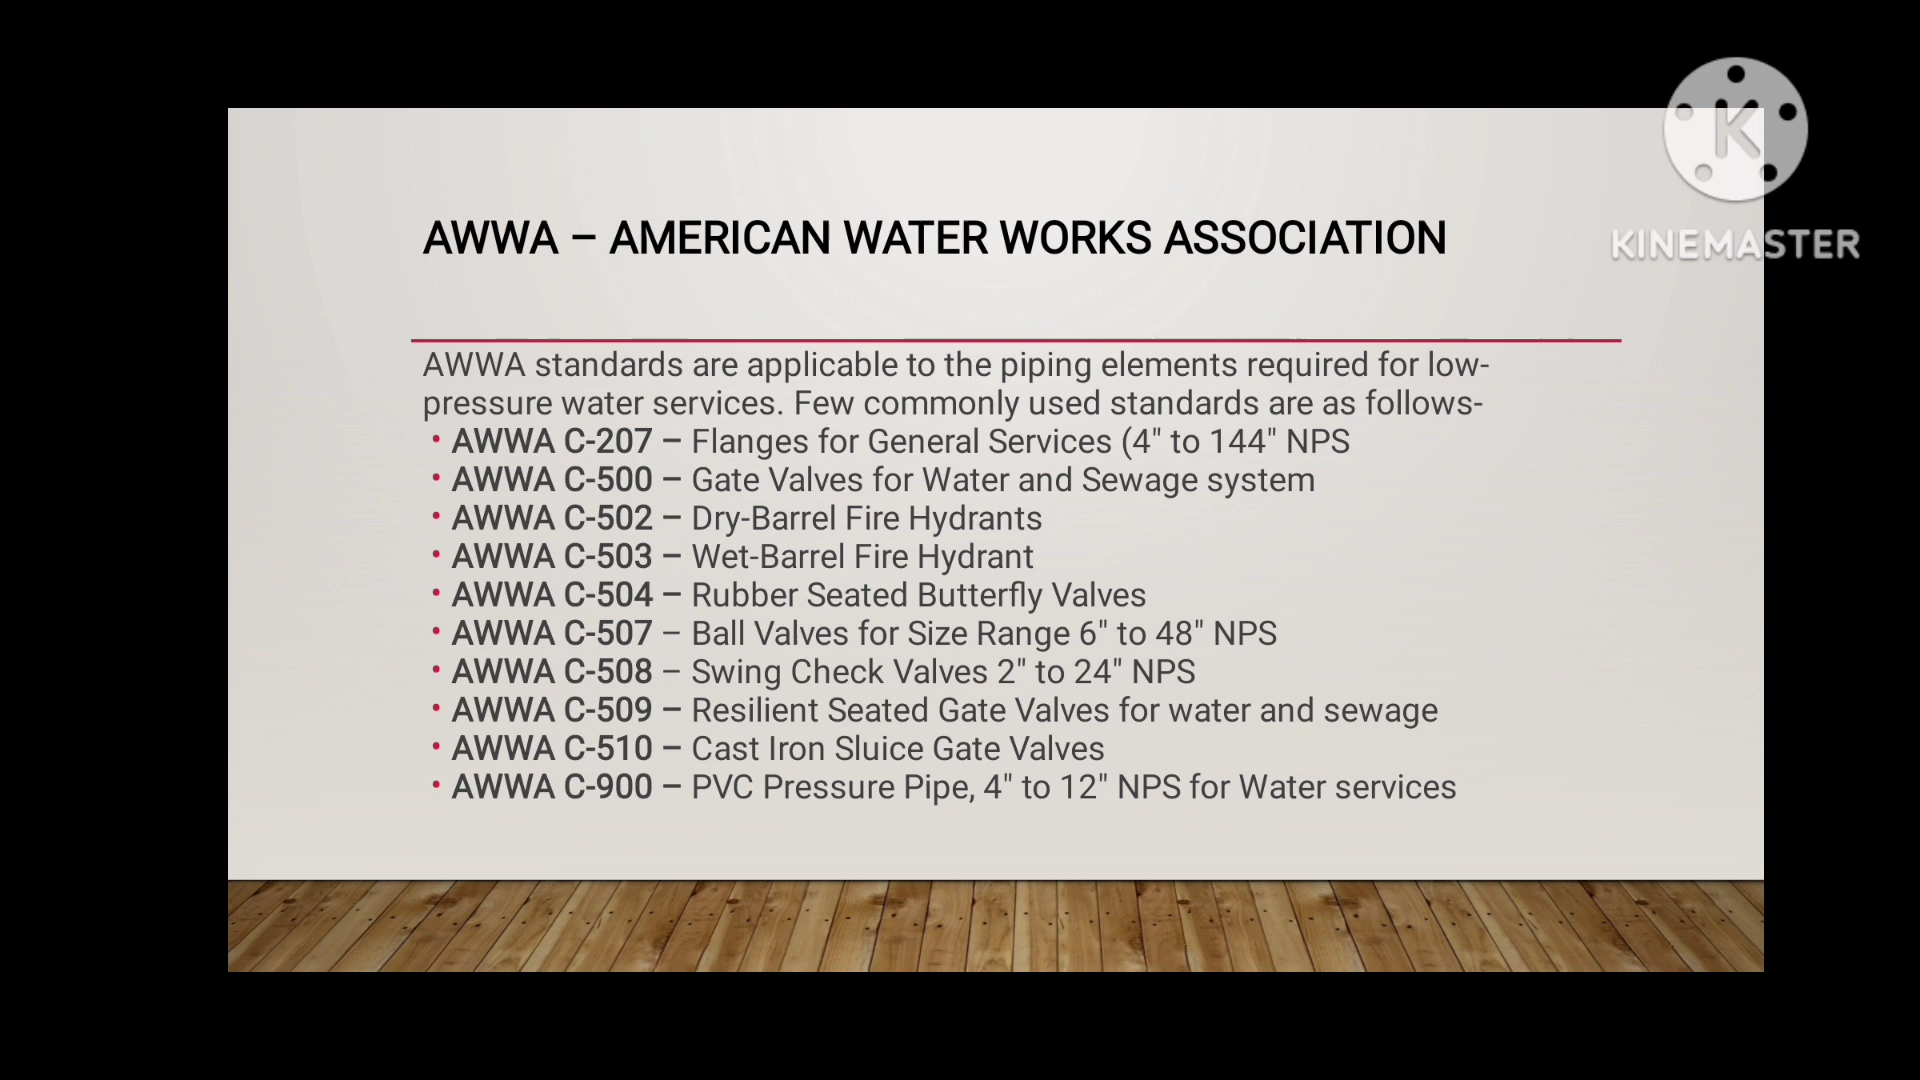 K
KINEMASTER
AWWA – AMERICAN WATER WORKS ASSOCIATION
AWWA standards are applicable to the piping elements required for low-
pressure water services. Few commonly used standards are as follows-
• AWWA C-207 – Flanges for General Services (4" to 144" NPS
• AWWA C-500 – Gate Valves for Water and Sewage system
• AWWA C-502 – Dry-Barrel Fire Hydrants
• AWWA C-503 – Wet-Barrel Fire Hydrant
• AWWA C-504 – Rubber Seated Butterfly Valves
• AWWA C-507 – Ball Valves for Size Range 6" to 48" NPS
• AWWA C-508 – Swing Check Valves 2" to 24" NPS
• AWWA C-509 – Resilient Seated Gate Valves for water and sewage
• AWWA C-510 – Cast Iron Sluice Gate Valves
• AWWA C-900 – PVC Pressure Pipe, 4" to 12" NPS for Water services